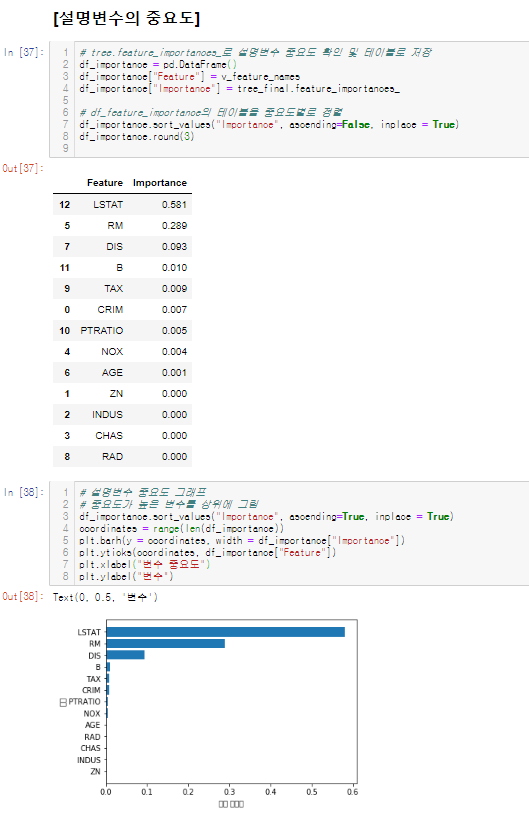 [설명변수의 중요도]
In [37]:
1 # tree.feature_importances_로 설명변수 중요도 확인 및 테이블로 저장
2 df_importance = pd.DataFrame()
3 df_importance["Feature"] = v_feature_names
4 df_importance["Importance"] = tree_final.feature_importances_
5
6 # df_feature_importance의 테이블을 중요도별로 정렬
7 df_importance.sort_values("Importance", ascending=False, inplace = True)
8 df_importance.round(3)
9
Out[37]:
Feature Importance
12 LSTAT 0.581
5 RM 0.289
7 DIS 0.093
11 B 0.010
9 TAX 0.009
0 CRIM 0.007
10 PTRATIO 0.005
4 NOX 0.004
6 AGE 0.001
1 ZN 0.000
2 INDUS 0.000
3 CHAS 0.000
8 RAD 0.000
In [38]:
1 # 설명변수 중요도 그래프
2 # 중요도가 높은 변수를 상위에 그림
3 df_importance.sort_values("Importance", ascending=True, inplace = True)
4 coordinates = range(len(df_importance))
5 plt.barh(y = coordinates, width = df_importance["Importance"])
6 plt.yticks(coordinates, df_importance["Feature"])
7 plt.xlabel("변수 중요도")
8 plt.ylabel("변수")
Out[38]: Text(0, 0.5, '변수')
LSTAT
RM
DIS
B
TAX
CRIM
PTRATIO
NOX
AGE
RAD
CHAS
INDUS
ZN
0.0 0.1 0.2 0.3 0.4 0.5 0.6